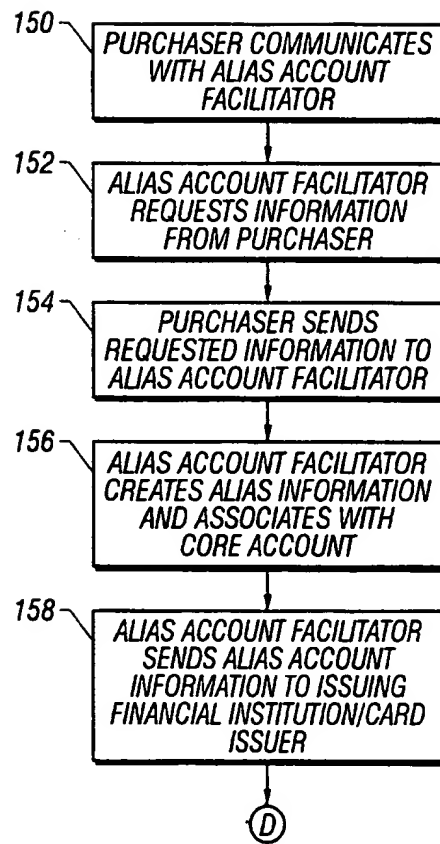 150
PURCHASER COMMUNICATES
WITH ALIAS ACCOUNT
FACILITATOR
152
ALIAS ACCOUNT FACILITATOR
REQUESTS INFORMATION
FROM PURCHASER
154
PURCHASER SENDS
REQUESTED INFORMATION TO
ALIAS ACCOUNT FACILITATOR
156
ALIAS ACCOUNT FACILITATOR
CREATES ALIAS INFORMATION
AND ASSOCIATES WITH
CORE ACCOUNT
158
ALIAS ACCOUNT FACILITATOR
SENDS ALIAS ACCOUNT
INFORMATION TO ISSUING
FINANCIAL INSTITUTION/CARD
ISSUER
D